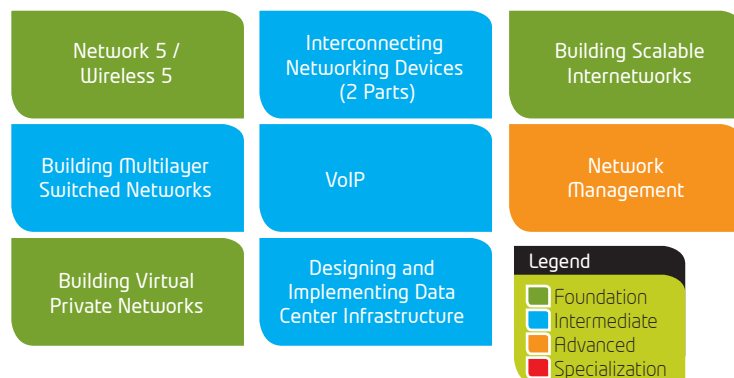 Network 5 /
Wireless 5
Interconnecting
Networking Devices
(2 Parts)
Building Scalable
Internetworks
Building Multilayer
Switched Networks
VoIP
Network
Management
Building Virtual
Private Networks
Designing and
Implementing Data
Center Infrastructure
Legend
Foundation
Intermediate
Advanced
Specialization